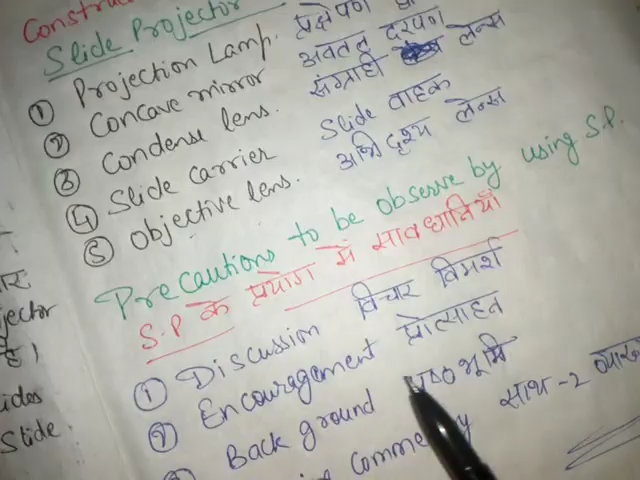 Slide Projector
① Projection Lamp. प्रक्षेपण
② Concave mirror अवतल दर्पण
③ Condense lens. संग्राही लेन्स
④ Slide carrier Slide वाहक
⑤ Objective lens. अभिदृश्य लेन्स
Precautions to be observe by using S.P.
S.P के प्रयोग में सावधानियाँ
① Discussion विचार विमर्श
② Encouragement प्रोत्साहन
Back ground पृष्ठभूमि
साथ-2
jector
है।
Slide.